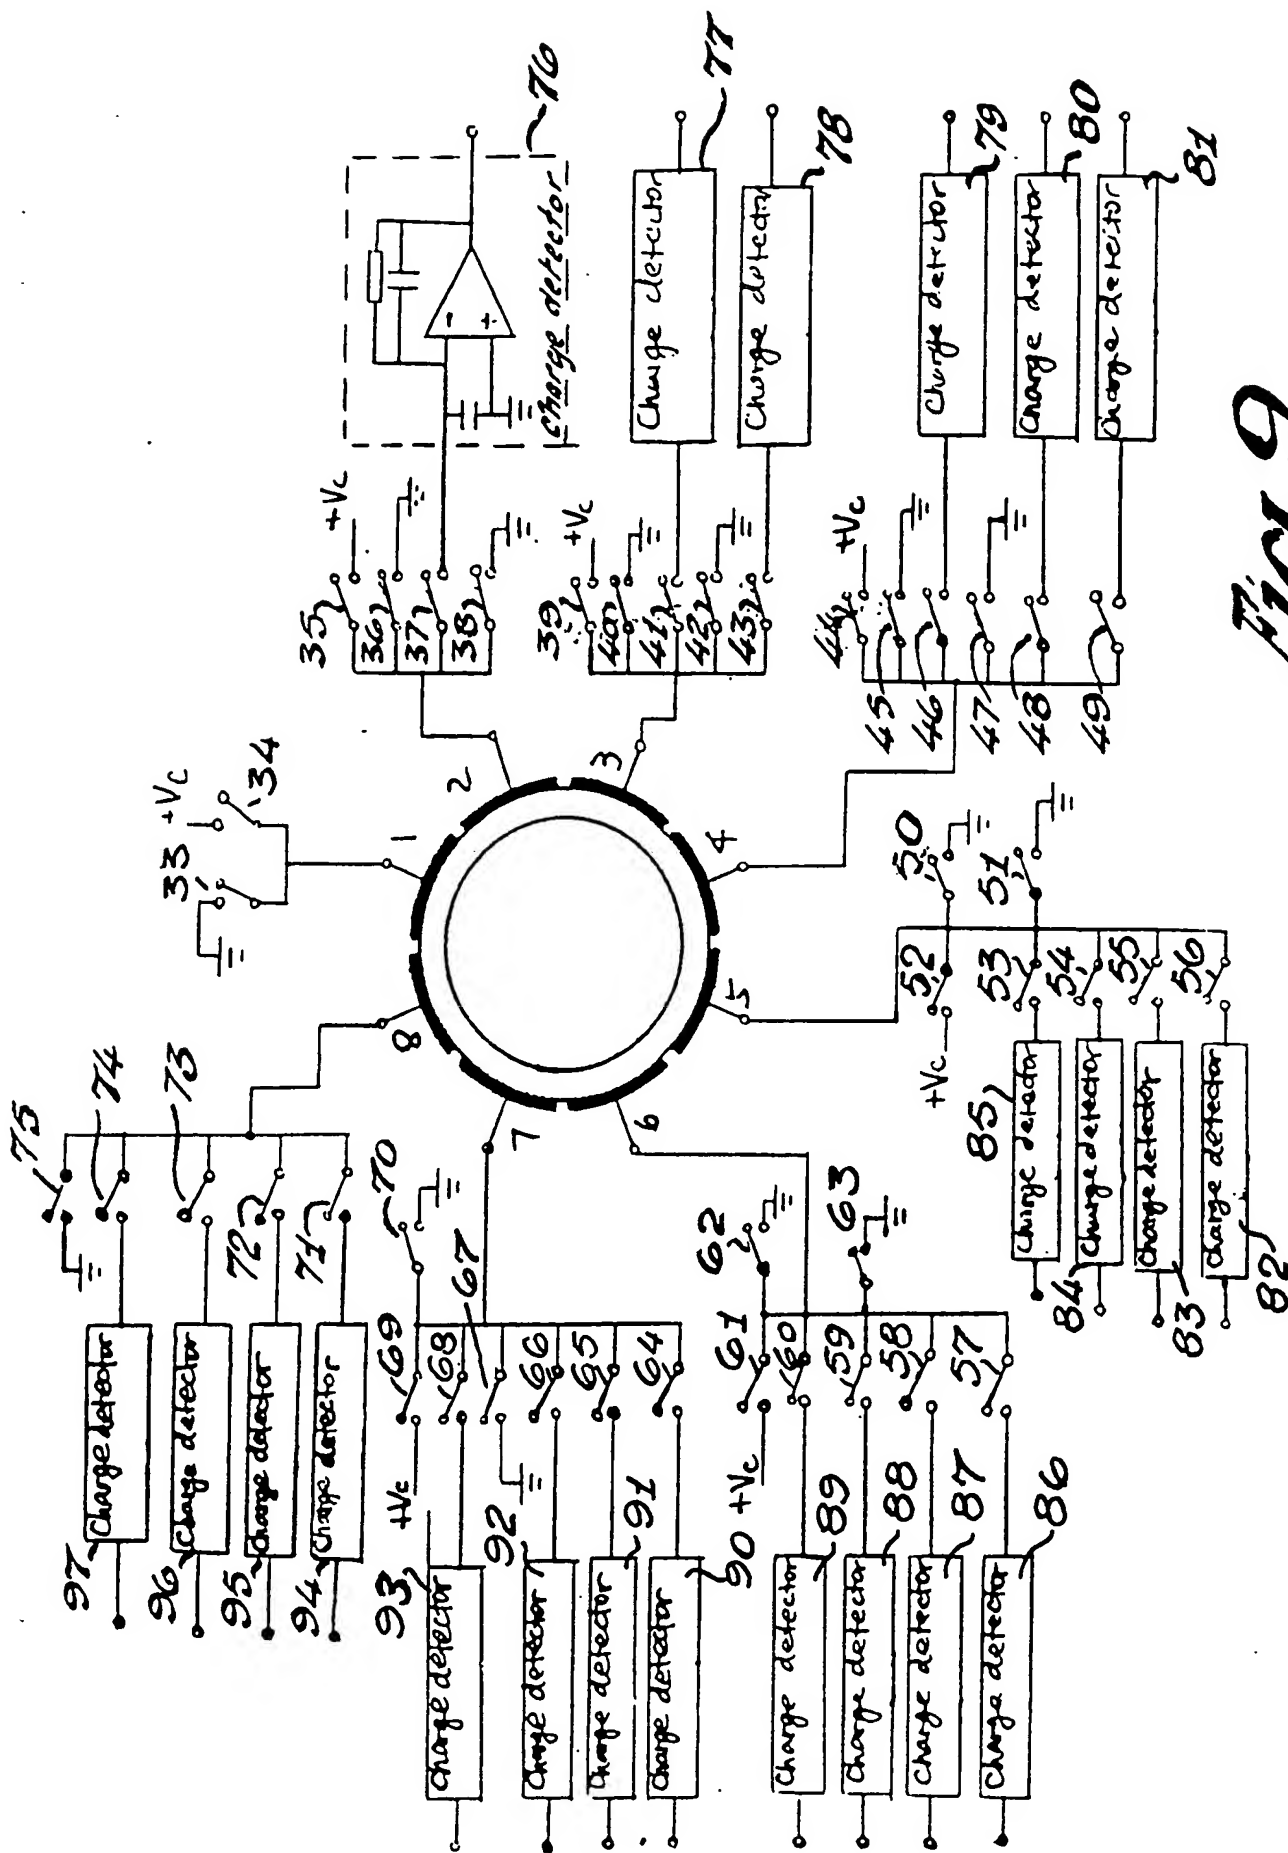 76
charge detector
- +
77
Charge detector
78
Charge detector
79
Charge detector
80
Charge detector
81
Charge detector
+Vc
35
36
37
38
+Vc
39
40
41
42
43
+Vc
44
45
46
47
48
49
33
+Vc
34
1
2
3
4
5
6
7
8
50
51
52
+Vc
53
54
55
56
85
Charge detector
84
Charge detector
83
Charge detector
82
Charge detector
75
74
73
72
71
97
Charge detector
96
Charge detector
95
Charge detector
94
Charge detector
70
69
+Vc
68
67
66
65
64
93
Charge detector
92
Charge detector
91
Charge detector
90
Charge detector
62
63
61
+Vc
60
59
58
57
89
Charge detector
88
Charge detector
87
Charge detector
86
Charge detector
Fig 9